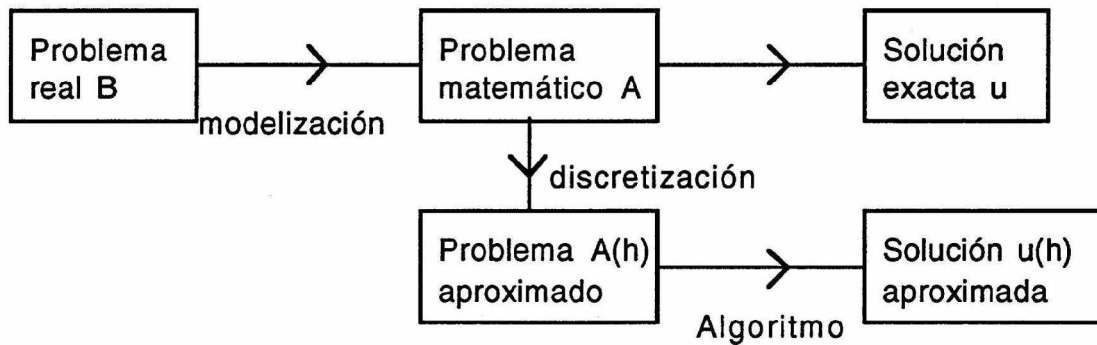 Problema
real B
modelización
Problema
matemático A
Solución
exacta u
discretización
Problema A(h)
aproximado
Algoritmo
Solución u(h)
aproximada